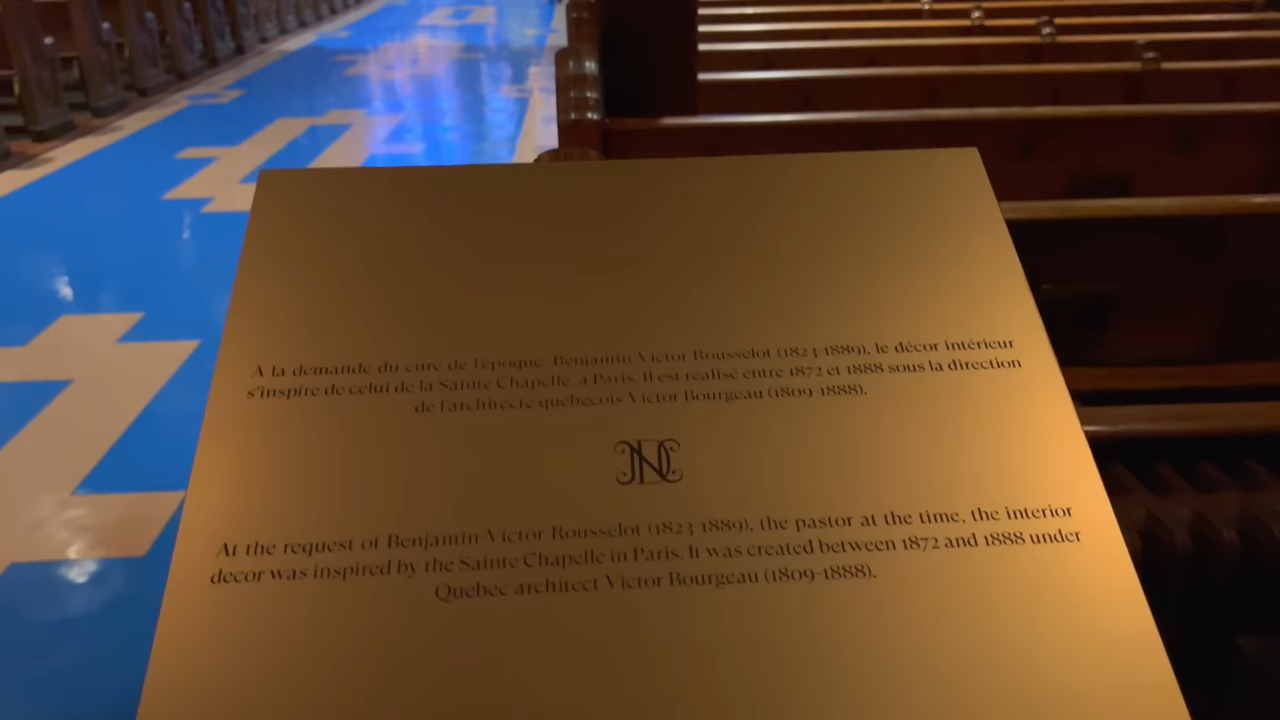 À la demande du curé de l'époque, Benjamin-Victor Rousselot (1823-1889), le décor intérieur
s'inspire de celui de la Sainte Chapelle, à Paris. Il est réalisé entre 1872 et 1888 sous la direction
de l'architecte québécois Victor Bourgeau (1809-1888).
At the request of Benjamin-Victor Rousselot (1823-1889), the pastor at the time, the interior
decor was inspired by the Sainte Chapelle in Paris. It was created between 1872 and 1888 under
Quebec architect Victor Bourgeau (1809-1888).